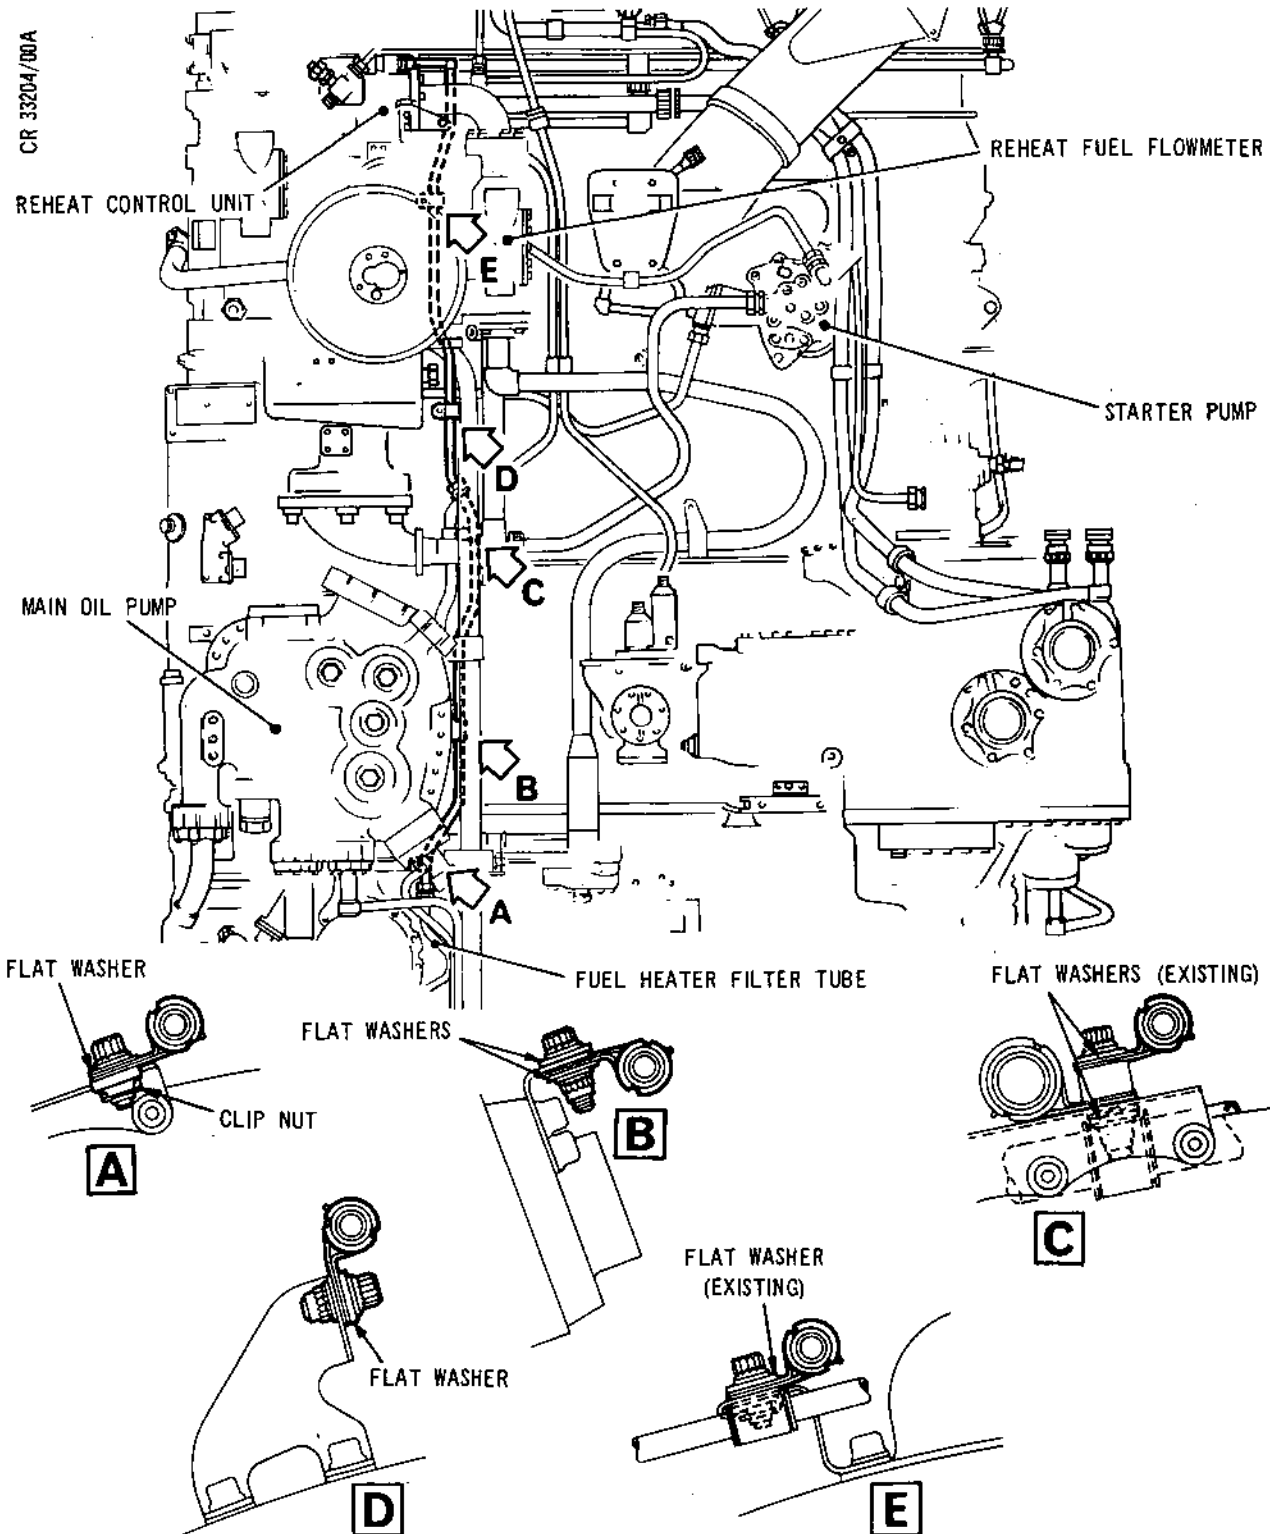 CR 33204/00A
REHEAT FUEL FLOWMETER
REHEAT CONTROL UNIT
E
STARTER PUMP
D
C
MAIN OIL PUMP
B
A
FUEL HEATER FILTER TUBE
FLAT WASHER
CLIP NUT
A
FLAT WASHERS
B
FLAT WASHERS (EXISTING)
C
FLAT WASHER
D
FLAT WASHER
(EXISTING)
E